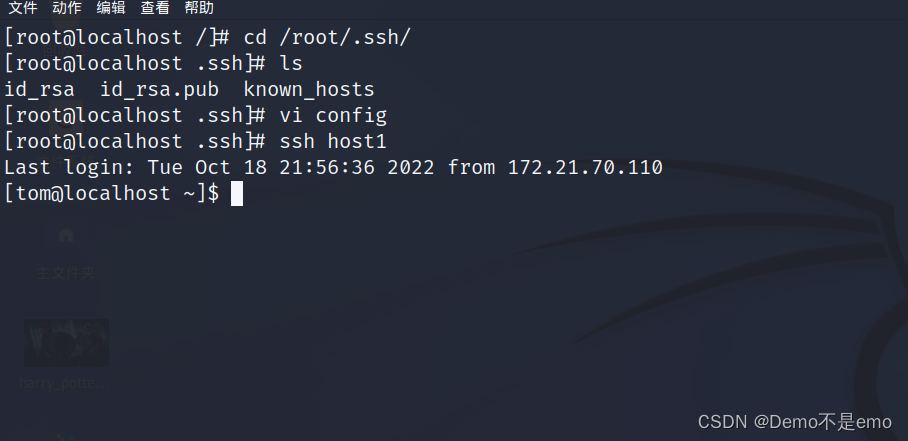 文件 动作 编辑 查看 帮助
[root@localhost /]# cd /root/.ssh/
[root@localhost .ssh]# ls
id_rsa  id_rsa.pub  known_hosts
[root@localhost .ssh]# vi config
[root@localhost .ssh]# ssh host1
Last login: Tue Oct 18 21:56:36 2022 from 172.21.70.110
[tom@localhost ~]$
主文件夹
harry_potte...
CSDN @Demo不是emo